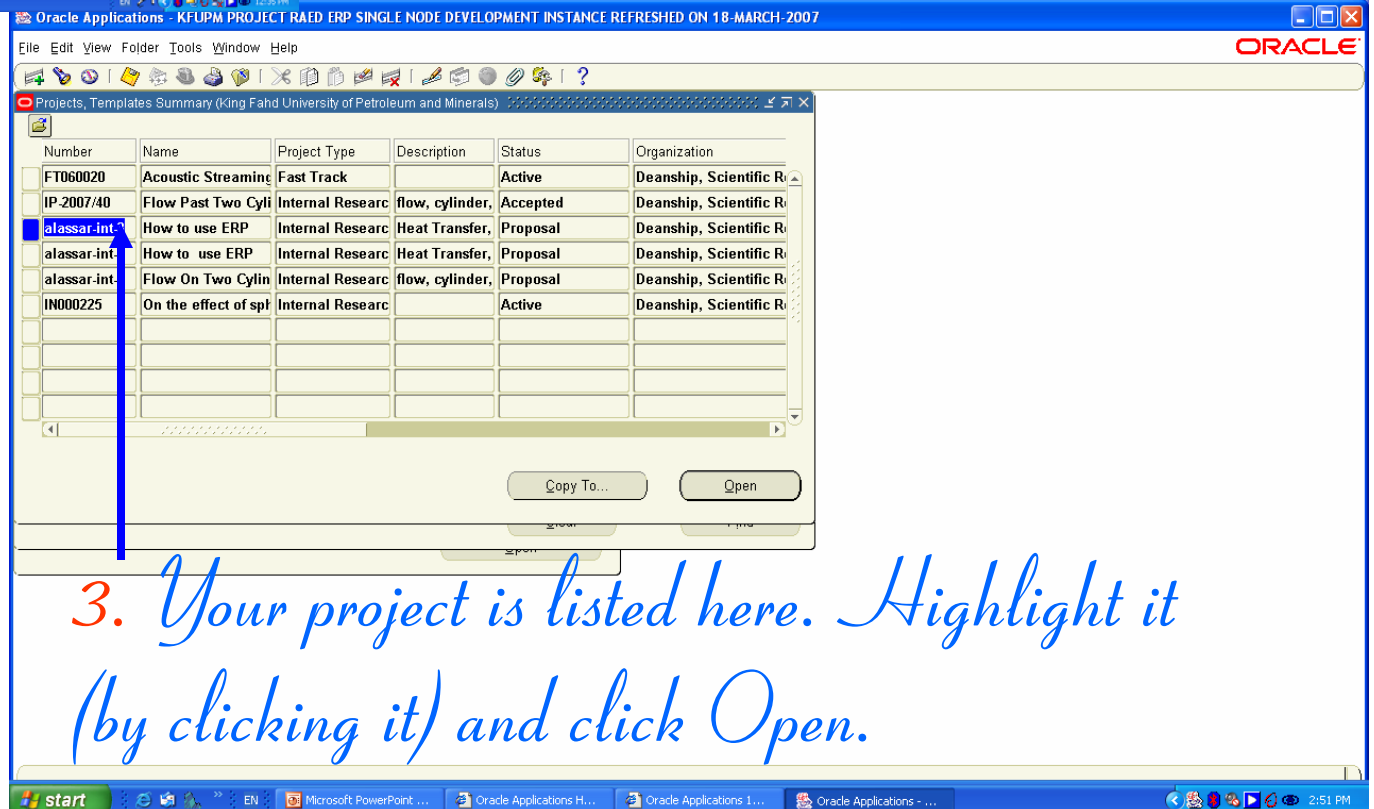 EN 12:35 PM
Oracle Applications - KFUPM PROJECT RAED ERP SINGLE NODE DEVELOPMENT INSTANCE REFRESHED ON 18-MARCH-2007
File Edit View Folder Tools Window Help
ORACLE
Projects, Templates Summary (King Fahd University of Petroleum and Minerals)
Number Name Project Type Description Status Organization
FT060020 Acoustic Streaming Fast Track Active Deanship, Scientific R
IP-2007/40 Flow Past Two Cyli Internal Researc flow, cylinder, Accepted Deanship, Scientific R
alassar-int- How to use ERP Internal Researc Heat Transfer, Proposal Deanship, Scientific R
alassar-int- How to use ERP Internal Researc Heat Transfer, Proposal Deanship, Scientific R
alassar-int- Flow On Two Cylin Internal Researc flow, cylinder, Proposal Deanship, Scientific R
IN000225 On the effect of sph Internal Researc Active Deanship, Scientific R
Copy To... Open
Clear Find
Open
3. Your project is listed here. Highlight it
(by clicking it) and click Open.
start EN Microsoft PowerPoint ... Oracle Applications H... Oracle Applications 1... Oracle Applications - ... 2:51 PM